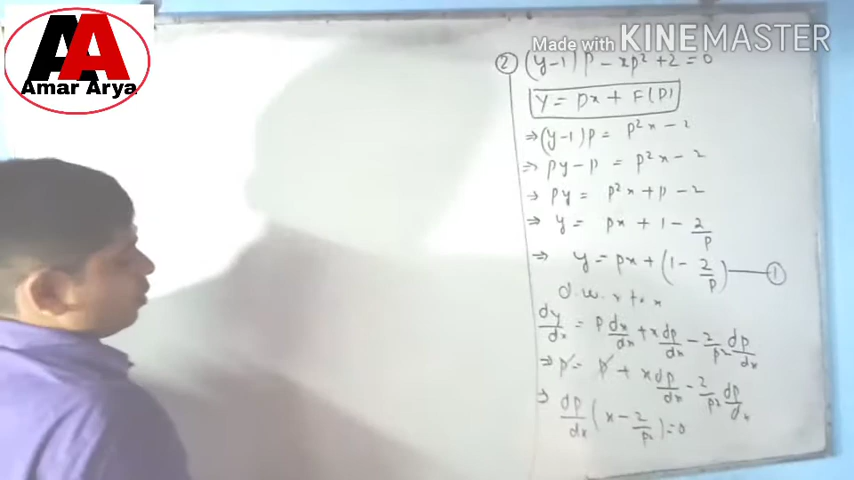 AA
Amar Arya
Made with KINEMASTER
② (y-1)p - xp² + 2 = 0
y = px + F(p)
⇒ (y-1)p = p²x - 2
⇒ py - p = p²x - 2
⇒ py = p²x + p - 2
⇒ y = px + 1 - 2/p
⇒ y = px + (1 - 2/p) — ①
d.w.r.to.x
dy/dx = p dx/dx + x dp/dx - 2/p² dp/dx
⇒ p = p + x dp/dx - 2/p² dp/dx
⇒ dp/dx (x - 2/p²) = 0